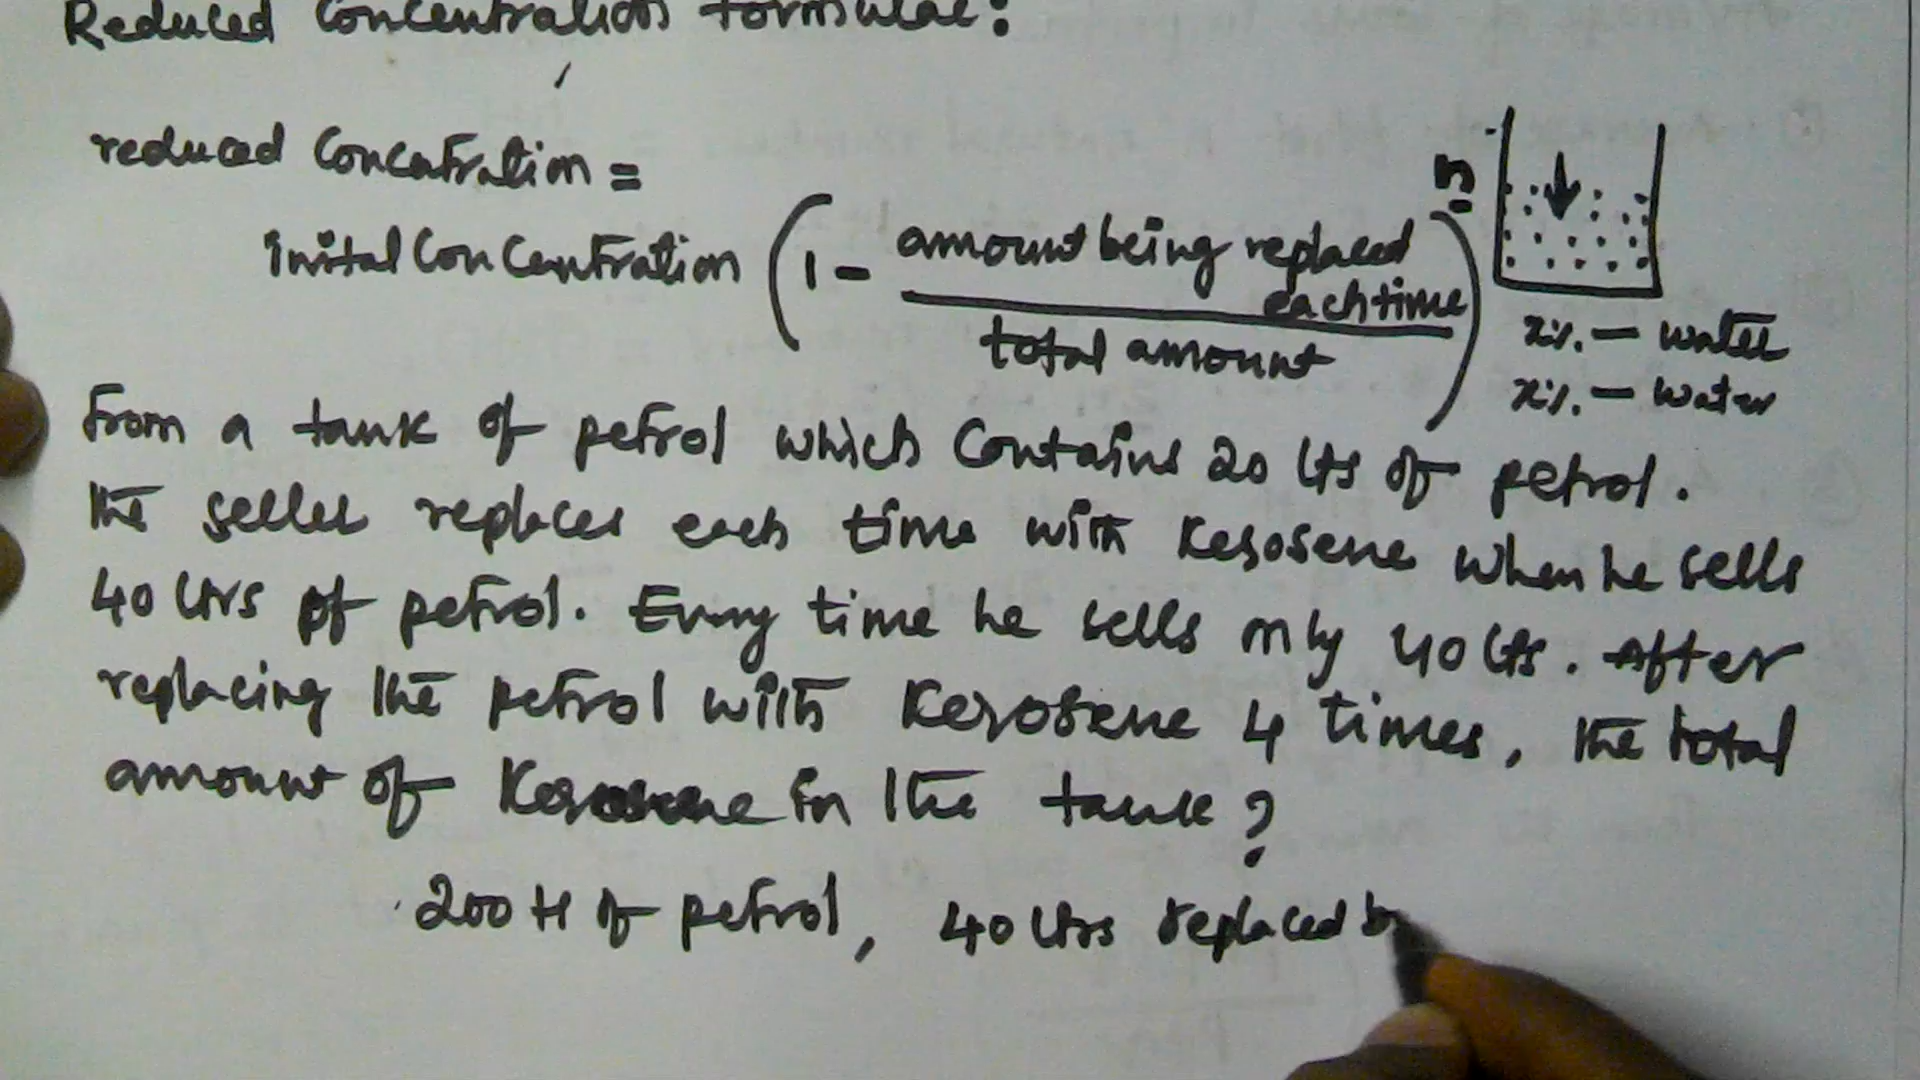 Reduced Concentration formulae:
reduced Concentration =
inital Concentration ( 1 - amount being replaced each time / total amount ) n
x%. - water
x%. - water
From a tank of petrol which Contains 20 lts of petrol.
the seller replaces each time with Kerosene when he sells
40 ltrs of petrol. Every time he sells only 40 lts. After
replacing the petrol with Kerosene 4 times, the total
amount of Kerosene in the tank?
200 lt of petrol, 40 ltrs replaced by